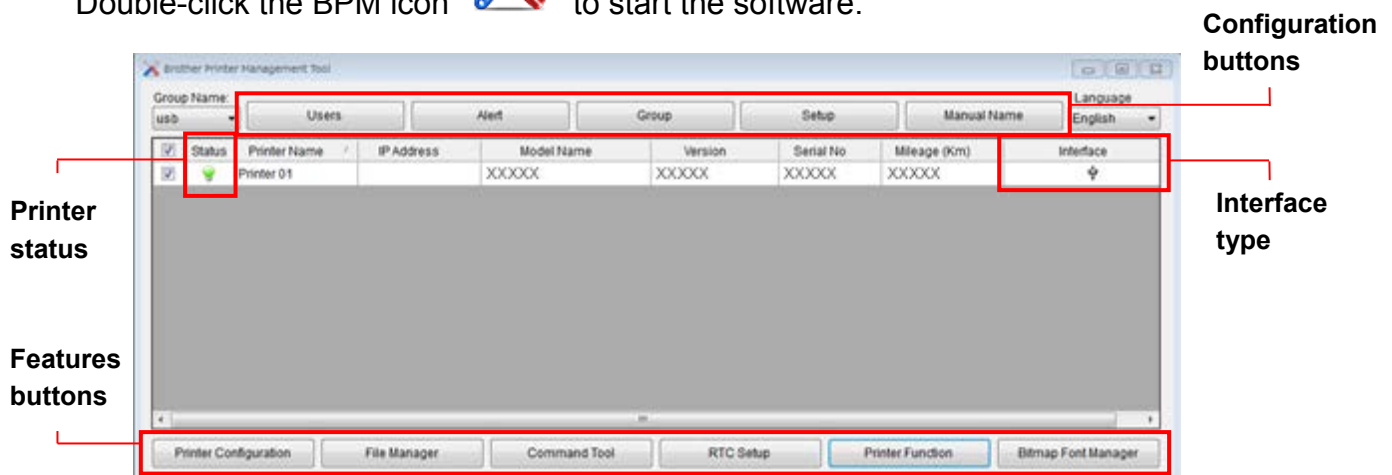 Double-click the BPM icon to start the software.
Configuration
buttons
Brother Printer Management Tool
Group Name:
usb
Users Alert Group Setup Manual Name
Language
English
Status Printer Name / IP Address Model Name Version Serial No Mileage (Km) Interface
Printer 01 XXXXX XXXXX XXXXX XXXXX
Printer
status
Interface
type
Features
buttons
Printer Configuration File Manager Command Tool RTC Setup Printer Function Bitmap Font Manager